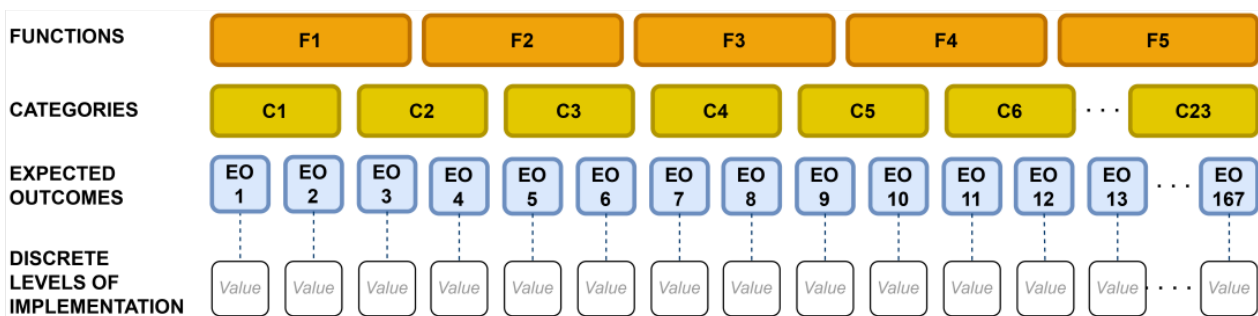 FUNCTIONS
F1 F2 F3 F4 F5
CATEGORIES
C1 C2 C3 C4 C5 C6 · · · C23
EXPECTED
OUTCOMES
EO EO EO EO EO EO EO EO EO EO EO EO EO · · · EO
1 2 3 4 5 6 7 8 9 10 11 12 13 167
DISCRETE
LEVELS OF
IMPLEMENTATION
Value Value Value Value Value Value Value Value Value Value Value Value Value · · · · Value